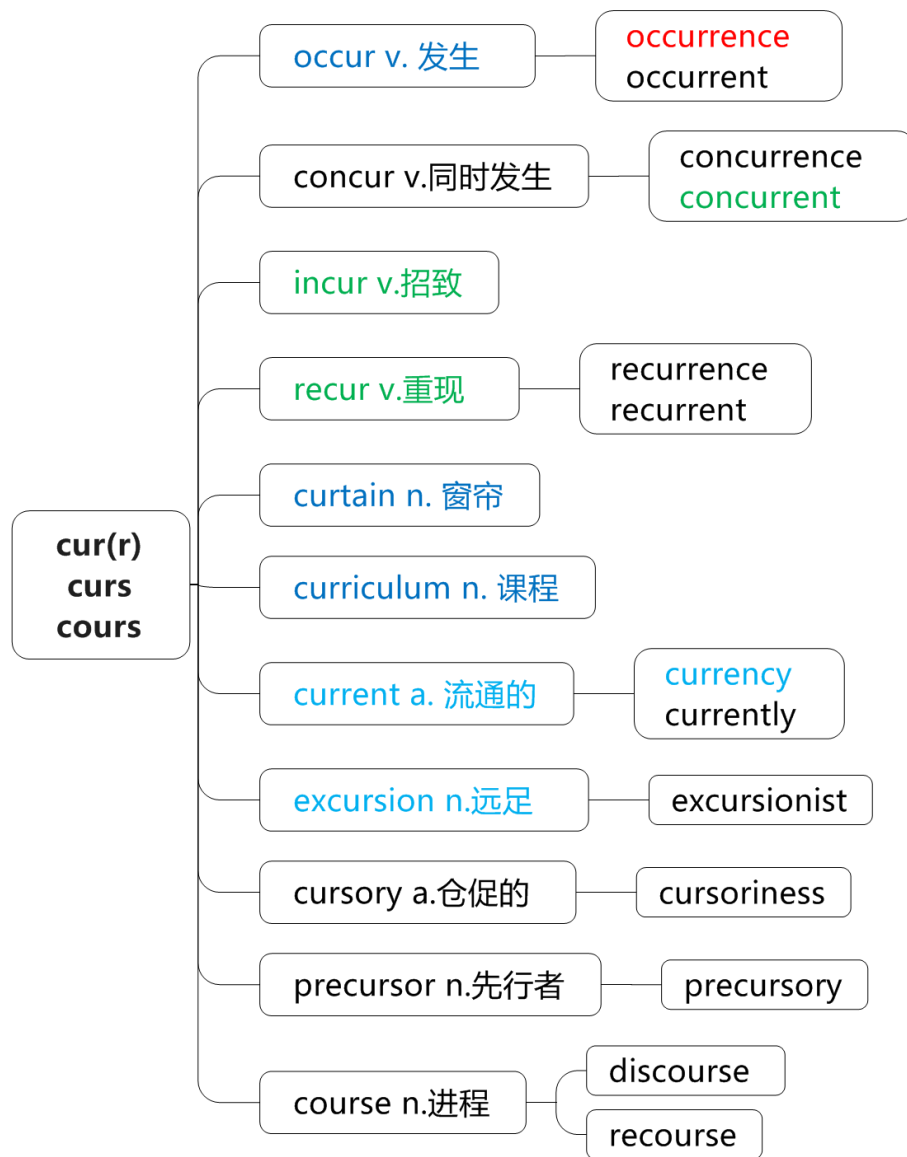 cur(r)
curs
cours
occur v. 发生
occurrence
occurrent
concur v.同时发生
concurrence
concurrent
incur v.招致
recur v.重现
recurrence
recurrent
curtain n. 窗帘
curriculum n. 课程
current a. 流通的
currency
currently
excursion n.远足
excursionist
cursory a.仓促的
cursoriness
precursor n.先行者
precursory
course n.进程
discourse
recourse